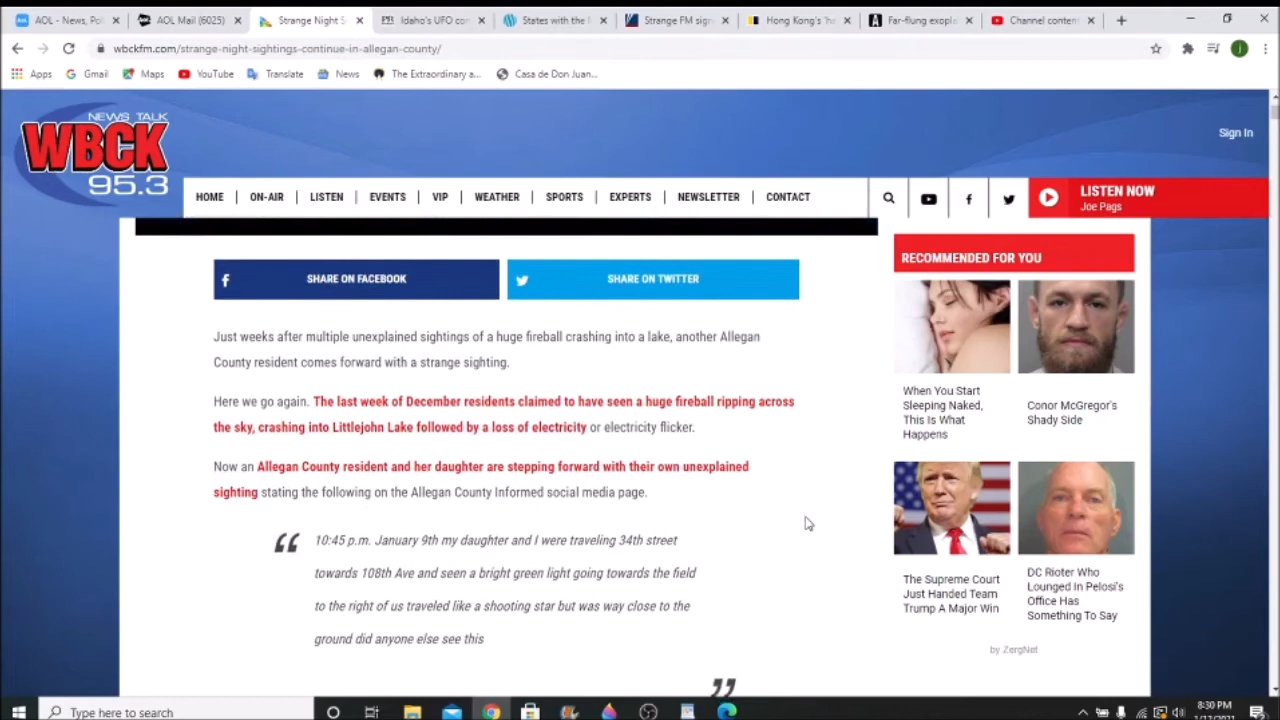 AOL - News, Pol
AOL Mail (6025)
Strange Night S
Idaho's UFO con
States with the
Strange FM sign
Hong Kong's 'ha
Far-flung exopla
Channel content
wbckfm.com/strange-night-sightings-continue-in-allegan-county/
j
Apps
Gmail
Maps
YouTube
Translate
News
The Extraordinary a...
Casa de Don Juan...
NEWS TALK
WBCK
95.3
Sign In
HOME
ON-AIR
LISTEN
EVENTS
VIP
WEATHER
SPORTS
EXPERTS
NEWSLETTER
CONTACT
LISTEN NOW
Joe Pags
SHARE ON FACEBOOK
SHARE ON TWITTER
Just weeks after multiple unexplained sightings of a huge fireball crashing into a lake, another Allegan
County resident comes forward with a strange sighting.
Here we go again. The last week of December residents claimed to have seen a huge fireball ripping across
the sky, crashing into Littlejohn Lake followed by a loss of electricity or electricity flicker.
Now an Allegan County resident and her daughter are stepping forward with their own unexplained
sighting stating the following on the Allegan County Informed social media page.
“
10:45 p.m. January 9th my daughter and I were traveling 34th street
towards 108th Ave and seen a bright green light going towards the field
to the right of us traveled like a shooting star but was way close to the
ground did anyone else see this
”
RECOMMENDED FOR YOU
When You Start
Sleeping Naked,
This Is What
Happens
Conor McGregor's
Shady Side
The Supreme Court
Just Handed Team
Trump A Major Win
DC Rioter Who
Lounged In Pelosi's
Office Has
Something To Say
by ZergNet
Type here to search
8:30 PM